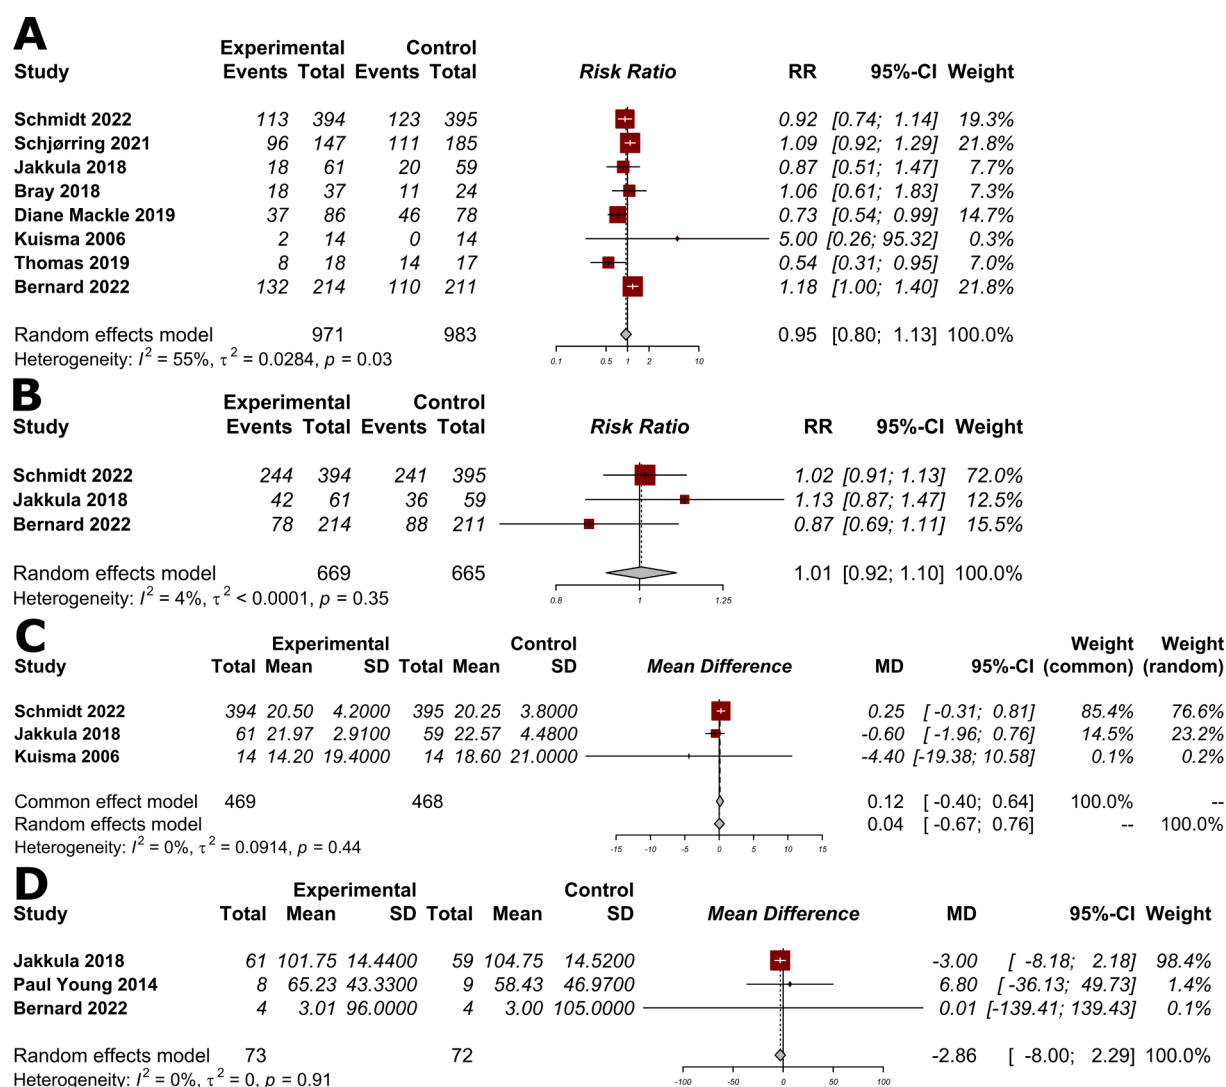 A
Experimental Control
Study Events Total Events Total Risk Ratio RR 95%-CI Weight
Schmidt 2022 113 394 123 395 0.92 [0.74; 1.14] 19.3%
Schjørring 2021 96 147 111 185 1.09 [0.92; 1.29] 21.8%
Jakkula 2018 18 61 20 59 0.87 [0.51; 1.47] 7.7%
Bray 2018 18 37 11 24 1.06 [0.61; 1.83] 7.3%
Diane Mackle 2019 37 86 46 78 0.73 [0.54; 0.99] 14.7%
Kuisma 2006 2 14 0 14 5.00 [0.26; 95.32] 0.3%
Thomas 2019 8 18 14 17 0.54 [0.31; 0.95] 7.0%
Bernard 2022 132 214 110 211 1.18 [1.00; 1.40] 21.8%
Random effects model 971 983 0.95 [0.80; 1.13] 100.0%
Heterogeneity: I² = 55%, τ² = 0.0284, p = 0.03
0.1 0.5 1 2 10
B
Experimental Control
Study Events Total Events Total Risk Ratio RR 95%-CI Weight
Schmidt 2022 244 394 241 395 1.02 [0.91; 1.13] 72.0%
Jakkula 2018 42 61 36 59 1.13 [0.87; 1.47] 12.5%
Bernard 2022 78 214 88 211 0.87 [0.69; 1.11] 15.5%
Random effects model 669 665 1.01 [0.92; 1.10] 100.0%
Heterogeneity: I² = 4%, τ² < 0.0001, p = 0.35
0.8 1 1.25
C
Experimental Control Weight Weight
Study Total Mean SD Total Mean SD Mean Difference MD 95%-CI (common) (random)
Schmidt 2022 394 20.50 4.2000 395 20.25 3.8000 0.25 [ -0.31; 0.81] 85.4% 76.6%
Jakkula 2018 61 21.97 2.9100 59 22.57 4.4800 -0.60 [ -1.96; 0.76] 14.5% 23.2%
Kuisma 2006 14 14.20 19.4000 14 18.60 21.0000 -4.40 [-19.38; 10.58] 0.1% 0.2%
Common effect model 469 468 0.12 [ -0.40; 0.64] 100.0% --
Random effects model 0.04 [ -0.67; 0.76] -- 100.0%
Heterogeneity: I² = 0%, τ² = 0.0914, p = 0.44
-15 -10 -5 0 5 10 15
D
Experimental Control
Study Total Mean SD Total Mean SD Mean Difference MD 95%-CI Weight
Jakkula 2018 61 101.75 14.4400 59 104.75 14.5200 -3.00 [ -8.18; 2.18] 98.4%
Paul Young 2014 8 65.23 43.3300 9 58.43 46.9700 6.80 [ -36.13; 49.73] 1.4%
Bernard 2022 4 3.01 96.0000 4 3.00 105.0000 0.01 [-139.41; 139.43] 0.1%
Random effects model 73 72 -2.86 [ -8.00; 2.29] 100.0%
Heterogeneity: I² = 0%, τ² = 0, p = 0.91
-100 -50 0 50 100